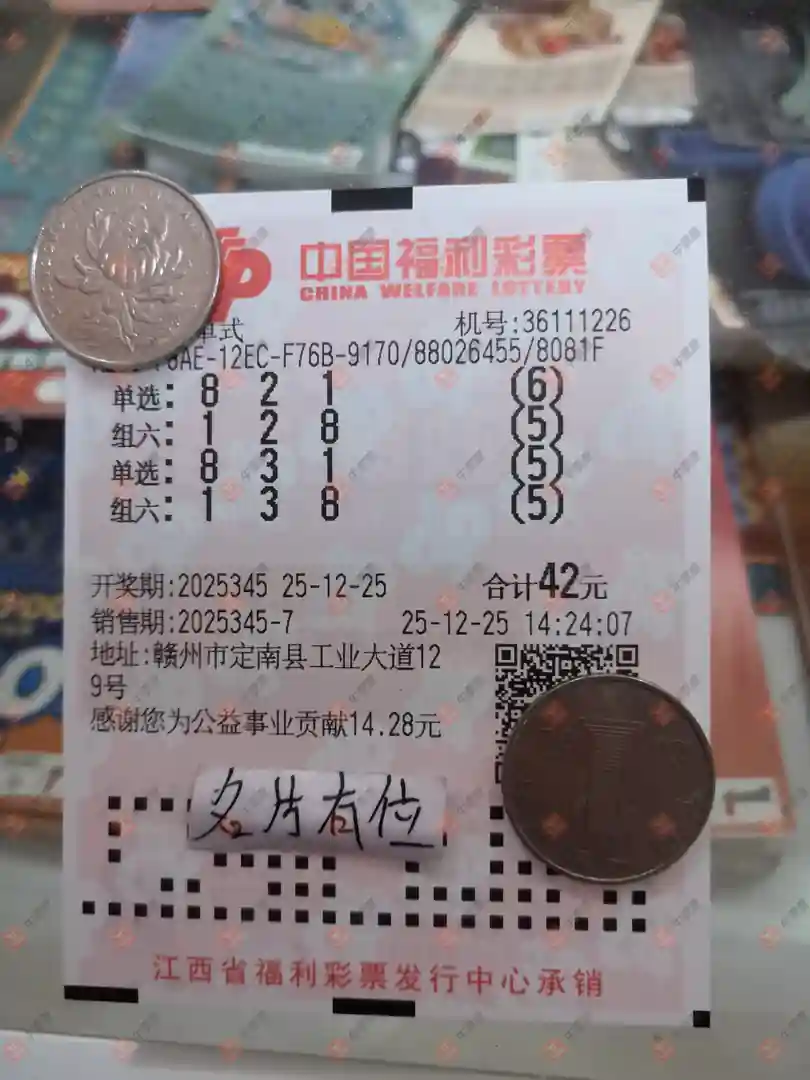 中国福利彩票
CHINA WELFARE LOTTERY
单式 机号:36111226
8AE-12EC-F76B-9170/88026455/8081F
单选: 8 2 1 (6)
组六: 1 2 8 (5)
单选: 8 3 1 (5)
组六: 1 3 8 (5)
开奖期:2025345 25-12-25 合计42元
销售期:2025345-7 25-12-25 14:24:07
地址:赣州市定南县工业大道12
9号
感谢您为公益事业贡献14.28元
名片有位
江西省福利彩票发行中心承销